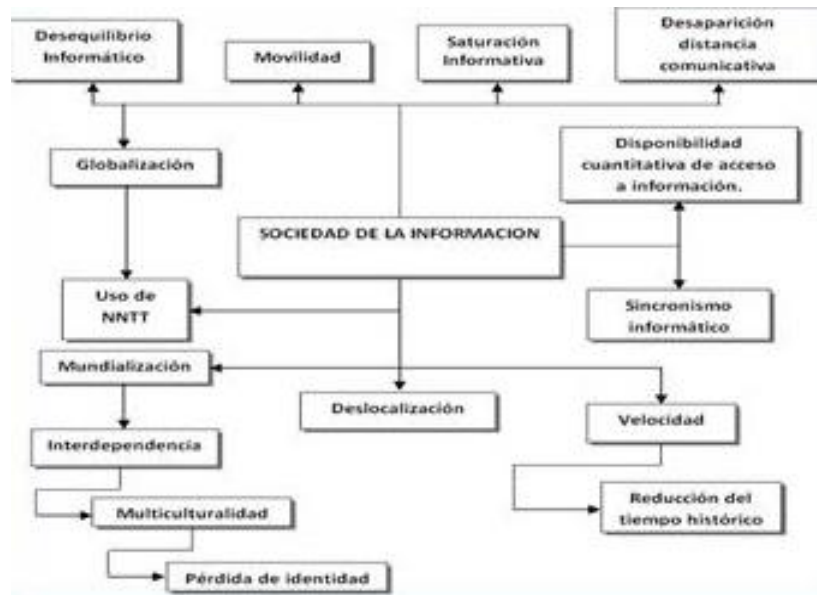 Desequilibrio
Informático
Movilidad
Saturación
Informativa
Desaparición
distancia
comunicativa
Globalización
Disponibilidad
cuantitativa de acceso
a información.
SOCIEDAD DE LA INFORMACION
Uso de
NNTT
Sincronismo
informático
Mundialización
Deslocalización
Velocidad
Interdependencia
Multiculturalidad
Reducción del
tiempo histórico
Pérdida de identidad